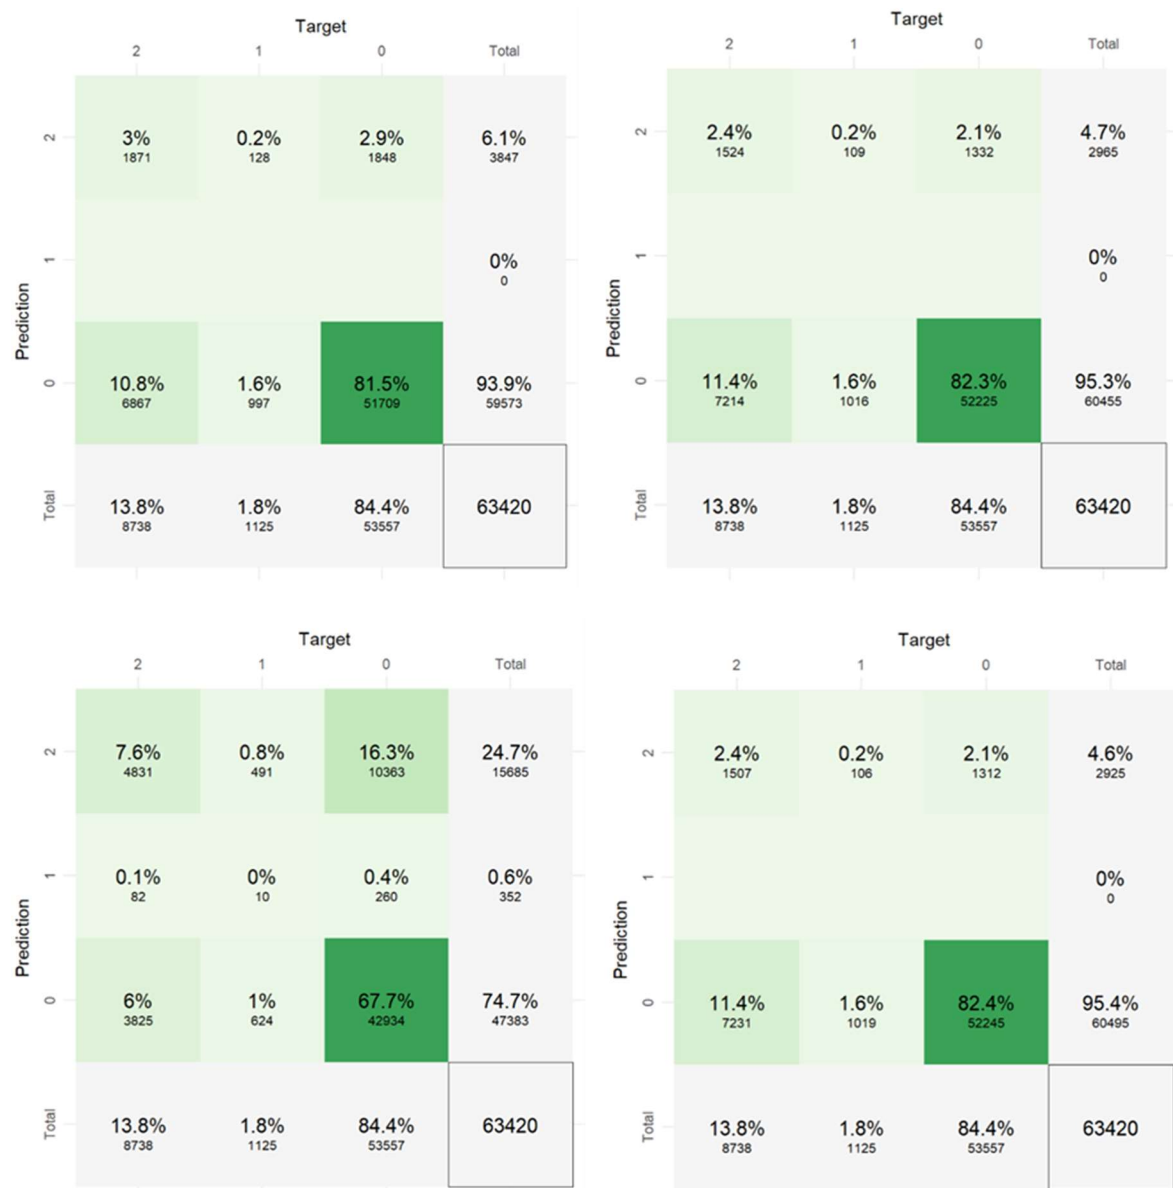 Target
2 1 0 Total
2 3% 0.2% 2.9% 6.1%
1871 128 1848 3847
1 0%
0
Prediction
0 10.8% 1.6% 81.5% 93.9%
6867 997 51709 59573
Total 13.8% 1.8% 84.4% 63420
8738 1125 53557
Target
2 1 0 Total
2 2.4% 0.2% 2.1% 4.7%
1524 109 1332 2965
1 0%
0
Prediction
0 11.4% 1.6% 82.3% 95.3%
7214 1016 52225 60455
Total 13.8% 1.8% 84.4% 63420
8738 1125 53557
Target
2 1 0 Total
2 7.6% 0.8% 16.3% 24.7%
4831 491 10363 15685
1 0.1% 0% 0.4% 0.6%
82 10 260 352
Prediction
0 6% 1% 67.7% 74.7%
3825 624 42934 47383
Total 13.8% 1.8% 84.4% 63420
8738 1125 53557
Target
2 1 0 Total
2 2.4% 0.2% 2.1% 4.6%
1507 106 1312 2925
1 0%
0
Prediction
0 11.4% 1.6% 82.4% 95.4%
7231 1019 52245 60495
Total 13.8% 1.8% 84.4% 63420
8738 1125 53557